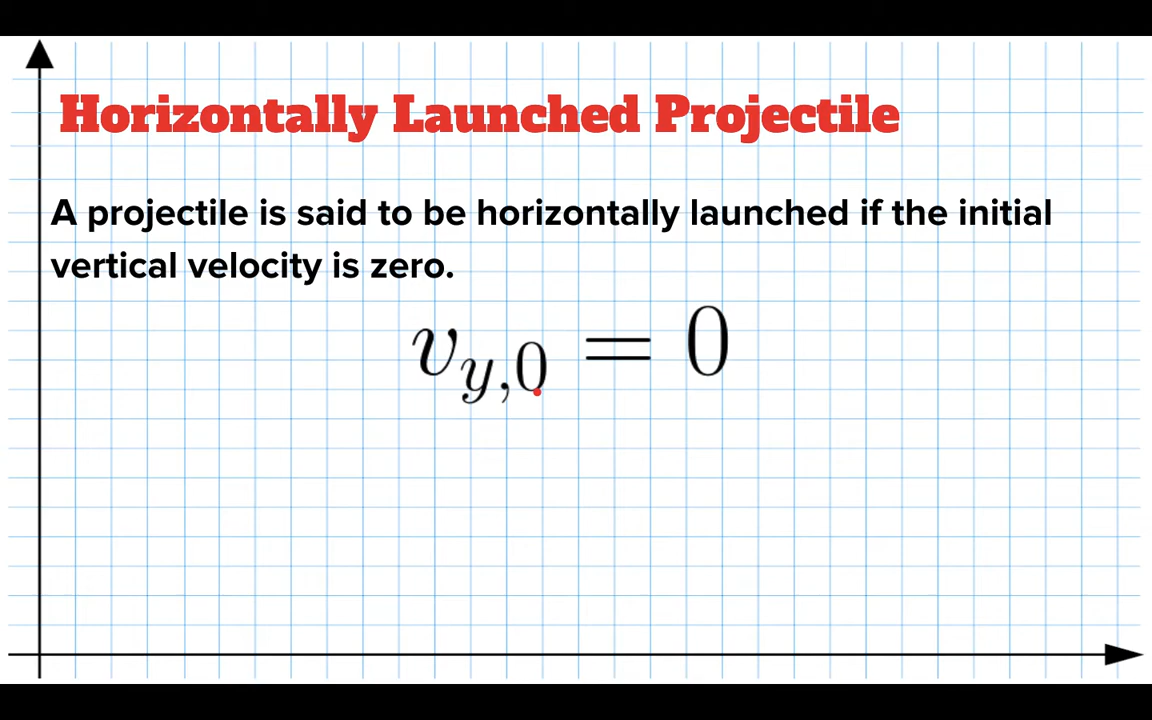 Horizontally Launched Projectile
A projectile is said to be horizontally launched if the initial
vertical velocity is zero.
v_{y,0} = 0